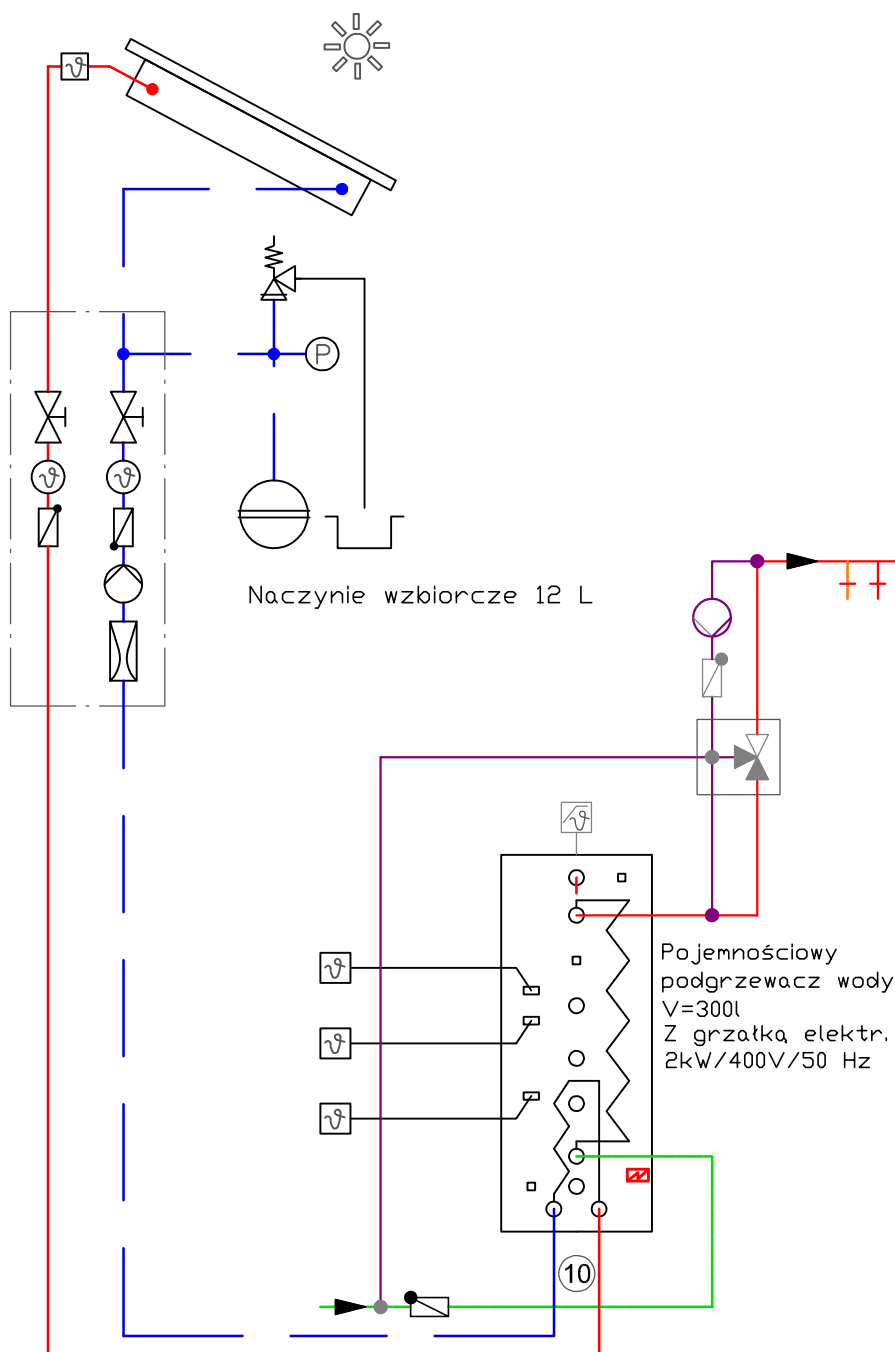 ϑ
P
ϑ ϑ
Naczynie wzbiorcze 12 L
ϑ
ϑ
Pojemnościowy
podgrzewacz wody
V=300l
Z grzałką elektr.
2kW/400V/50 Hz
ϑ
ϑ
10